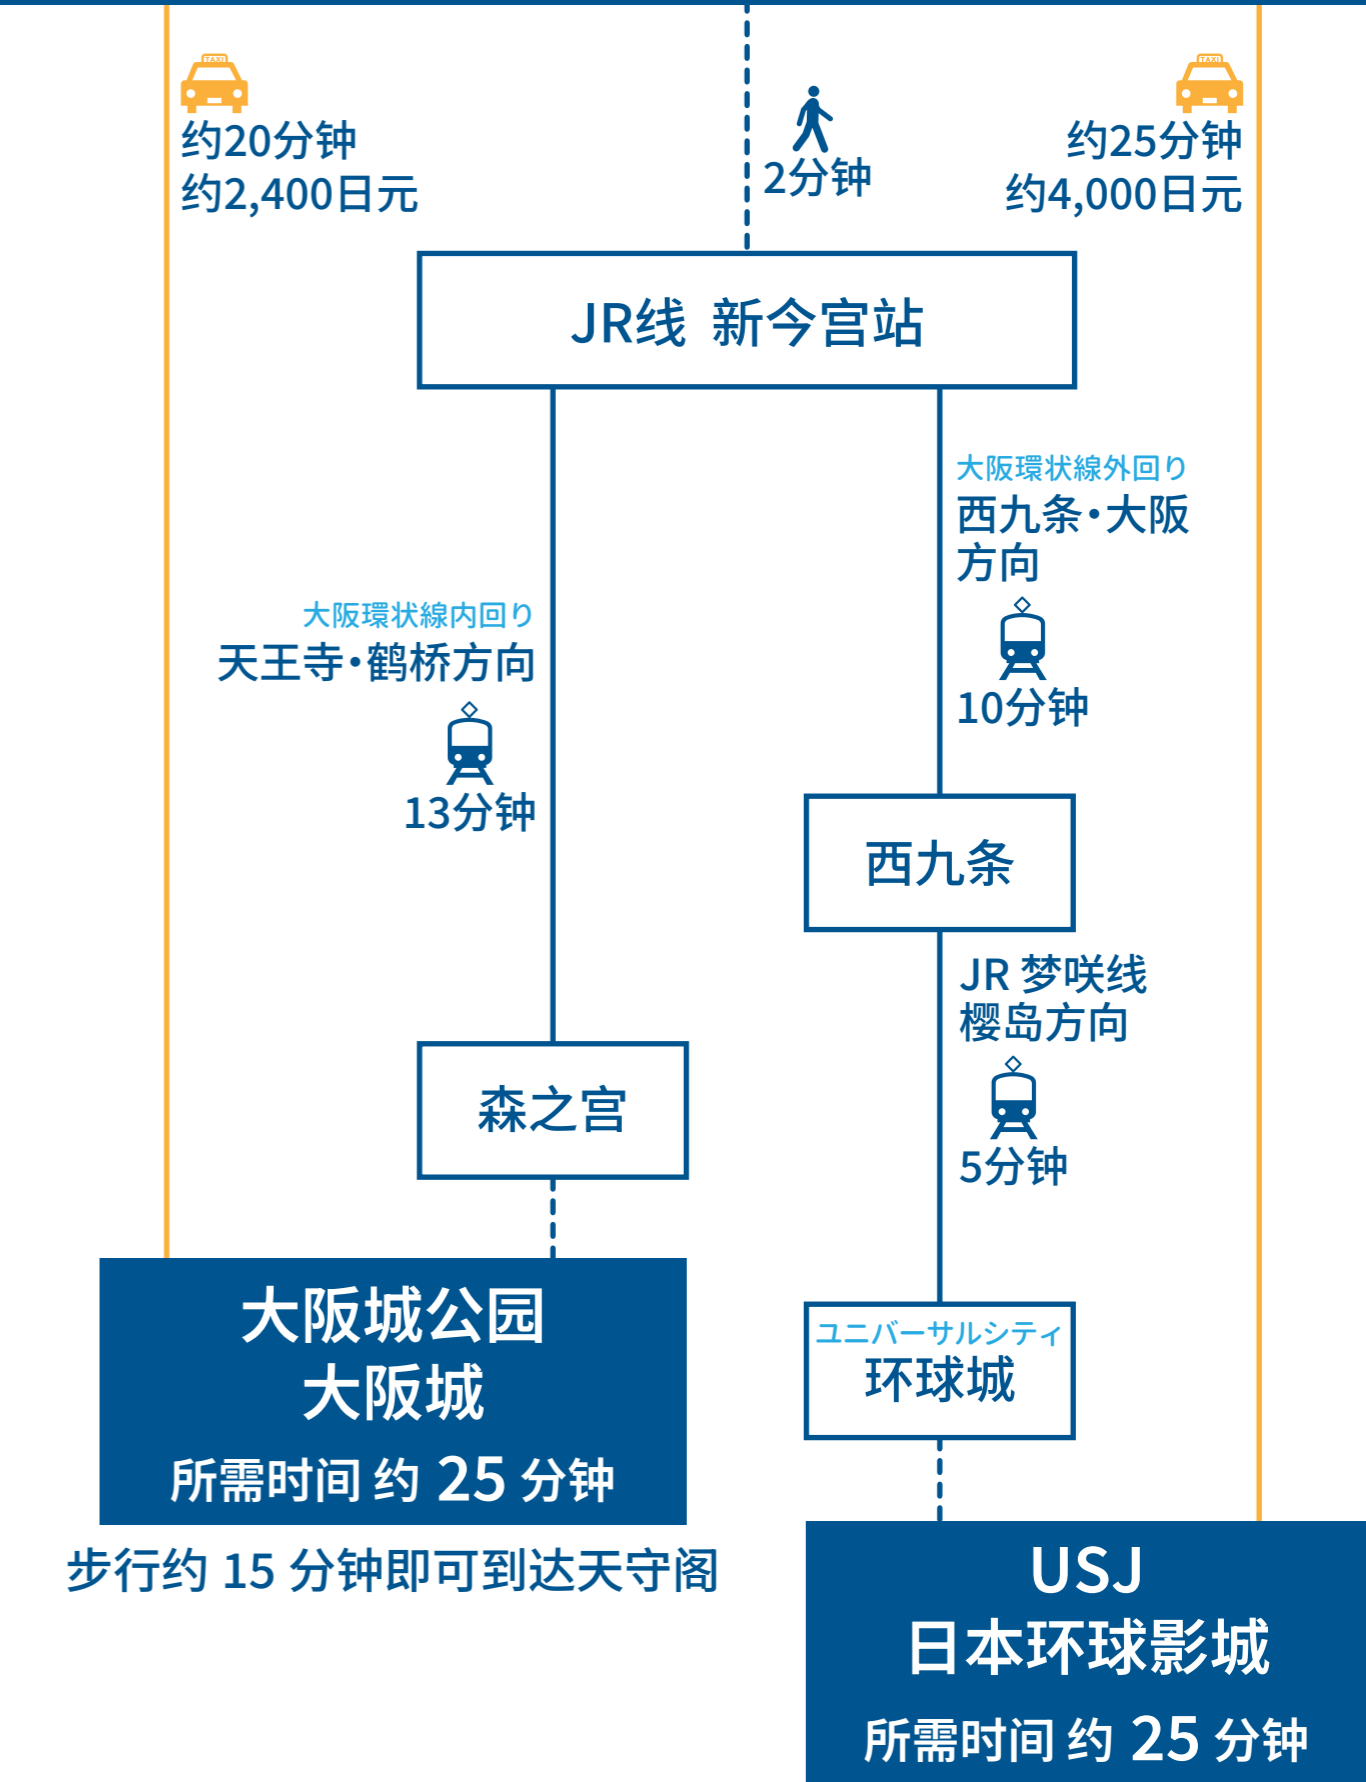 TAXI
约20分钟
约2,400日元
2分钟
TAXI
约25分钟
约4,000日元
JR线 新今宫站
大阪環状線外回り
西九条・大阪
方向
10分钟
大阪環状線内回り
天王寺・鹤桥方向
13分钟
西九条
JR 梦咲线
樱岛方向
5分钟
森之宫
大阪城公园
大阪城
所需时间 约 25 分钟
步行约 15 分钟即可到达天守阁
ユニバーサルシティ
环球城
USJ
日本环球影城
所需时间 约 25 分钟